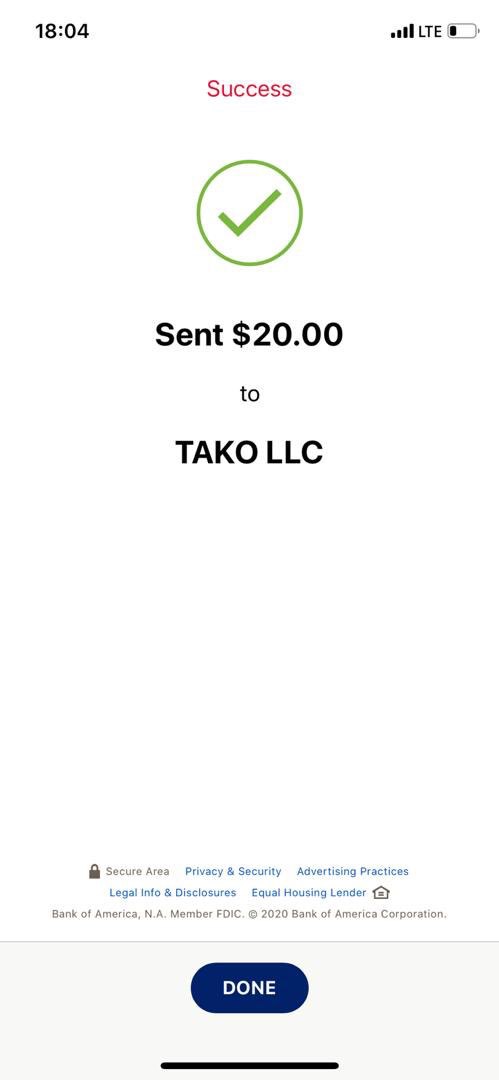 18:04 LTE
Success
Sent $20.00
to
TAKO LLC
Secure Area Privacy & Security Advertising Practices
Legal Info & Disclosures Equal Housing Lender
Bank of America, N.A. Member FDIC. © 2020 Bank of America Corporation.
DONE